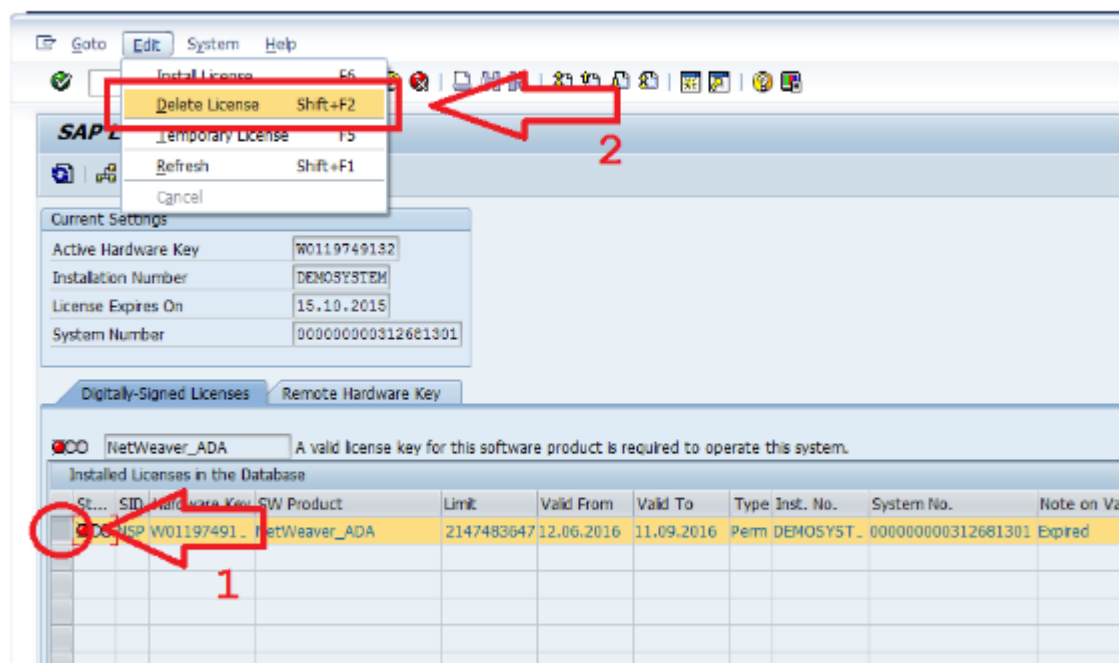 Goto Edit System Help
Install License F6
Delete License Shift+F2
2
SAP L
Temporary License F5
Refresh Shift+F1
Cancel
Current Settings
Active Hardware Key W0119749132
Installation Number DEMOSYSTEM
License Expires On 15.10.2015
System Number 000000000312681301
Digitally-Signed Licenses Remote Hardware Key
NetWeaver_ADA A valid license key for this software product is required to operate this system.
Installed Licenses in the Database
St... SID Hardware Key SW Product Limit Valid From Valid To Type Inst. No. System No. Note on Va
NSP W01197491.. NetWeaver_ADA 2147483647 12.06.2016 11.09.2016 Perm DEMOSYST.. 000000000312681301 Expired
1